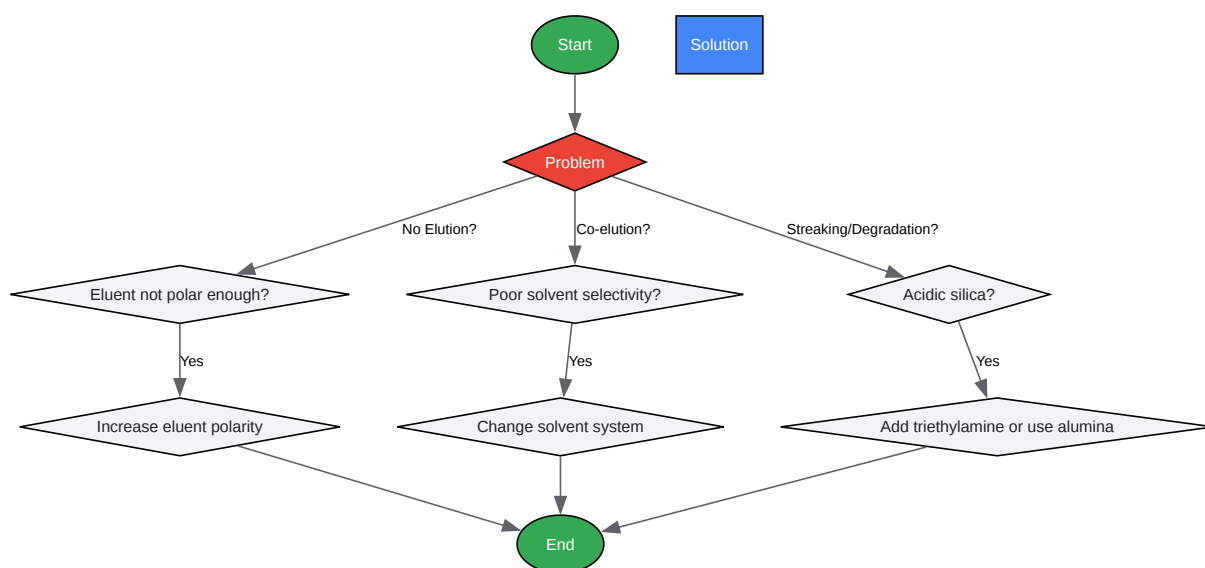 Start
Solution
Problem
No Elution?
Co-elution?
Streaking/Degradation?
Eluent not polar enough?
Poor solvent selectivity?
Acidic silica?
Yes
Yes
Yes
Increase eluent polarity
Change solvent system
Add triethylamine or use alumina
End